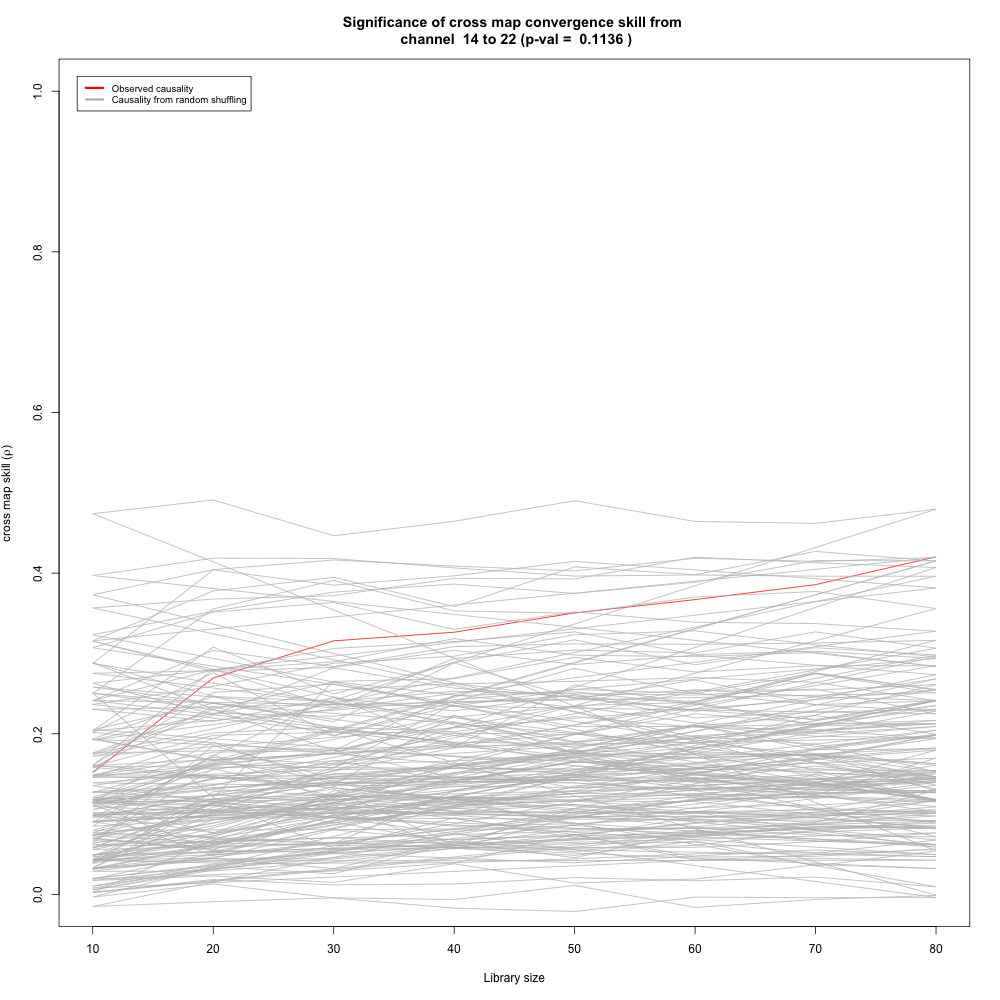 Significance of cross map convergence skill from
channel  14 to 22 (p-val =  0.1136 )
Observed causality
Causality from random shuffling
cross map skill (ρ)
1.0
0.8
0.6
0.4
0.2
0.0
10 20 30 40 50 60 70 80
Library size